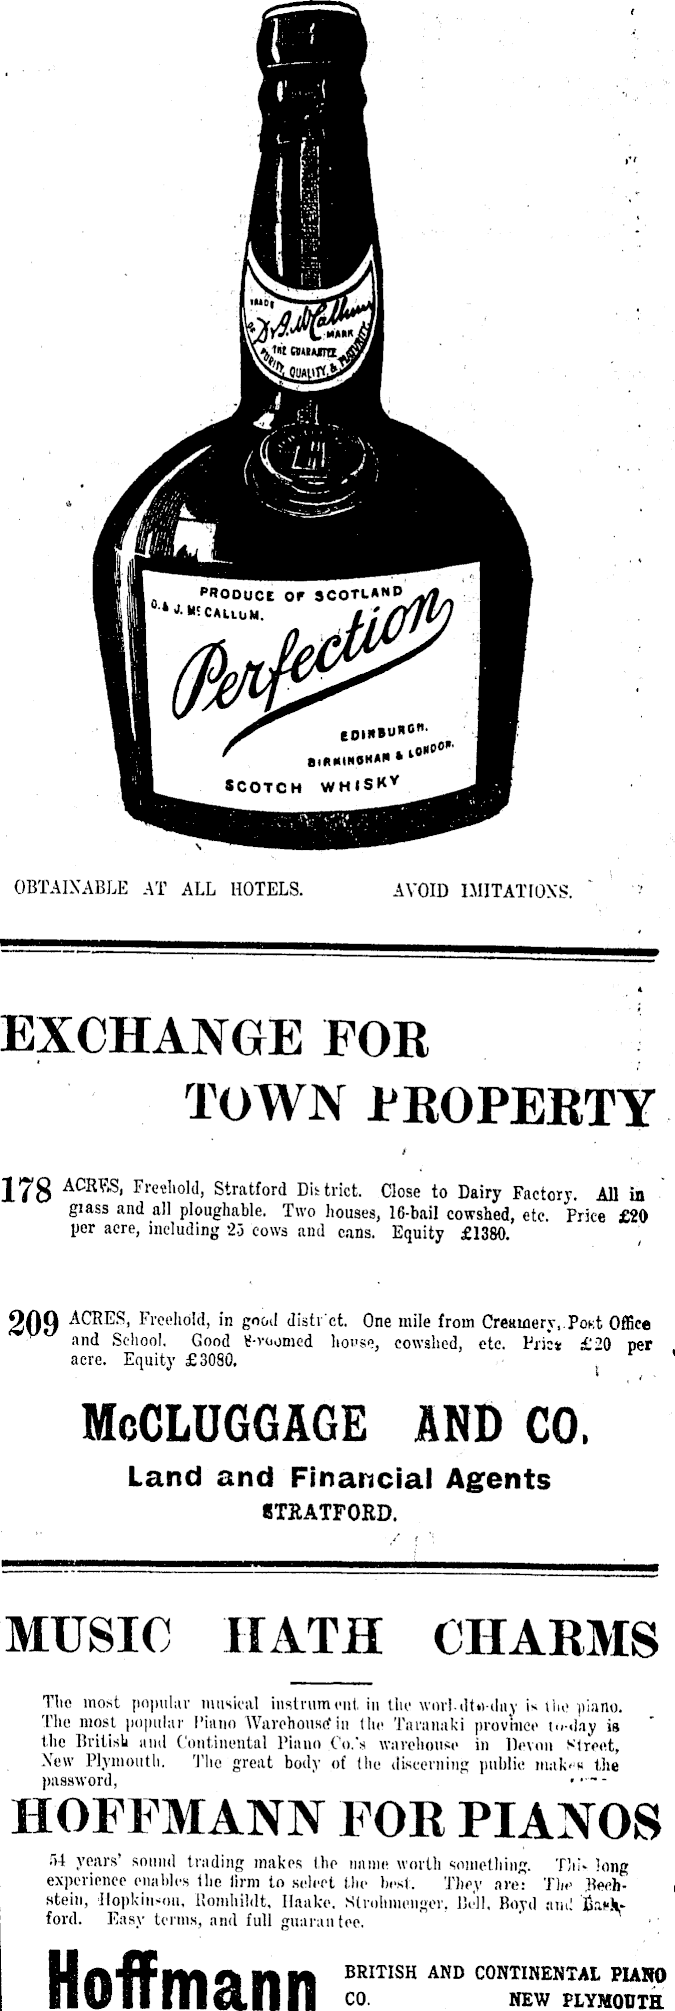 TRADE
D. & J. McCallum
MARK
OF THE GUARANTEE
PURITY, QUALITY, & MATURITY
PRODUCE OF SCOTLAND
D. & J. McCALLUM.
Perfection
EDINBURGH,
BIRMINGHAM & LONDON.
SCOTCH WHISKY
OBTAINABLE AT ALL HOTELS. AVOID IMITATIONS.
EXCHANGE FOR
TOWN PROPERTY
178 ACRES, Freehold, Stratford District. Close to Dairy Factory. All in
grass and all ploughable. Two houses, 16-bail cowshed, etc. Price £20
per acre, including 25 cows and cans. Equity £1380.
209 ACRES, Freehold, in good district. One mile from Creamery, Post Office
and School. Good 8-roomed house, cowshed, etc. Price £20 per
acre. Equity £3080.
McCLUGGAGE AND CO.
Land and Financial Agents
STRATFORD.
MUSIC HATH CHARMS
The most popular musical instrument in the worl.dto-day is the piano.
The most popular Piano Warehouse in the Taranaki province to-day is
the British and Continental Piano Co.'s warehouse in Devon Street,
New Plymouth. The great body of the discerning public makes the
password,
HOFFMANN FOR PIANOS
54 years' sound trading makes the name worth something. This long
experience enables the firm to select the best. They are: The Bech-
stein, Hopkinson, Romhildt, Haake, Strohmenger, Bell, Boyd and
ford. Easy terms, and full guarantee.
Hoffmann BRITISH AND CONTINENTAL PIANO
CO. NEW PLYMOUTH